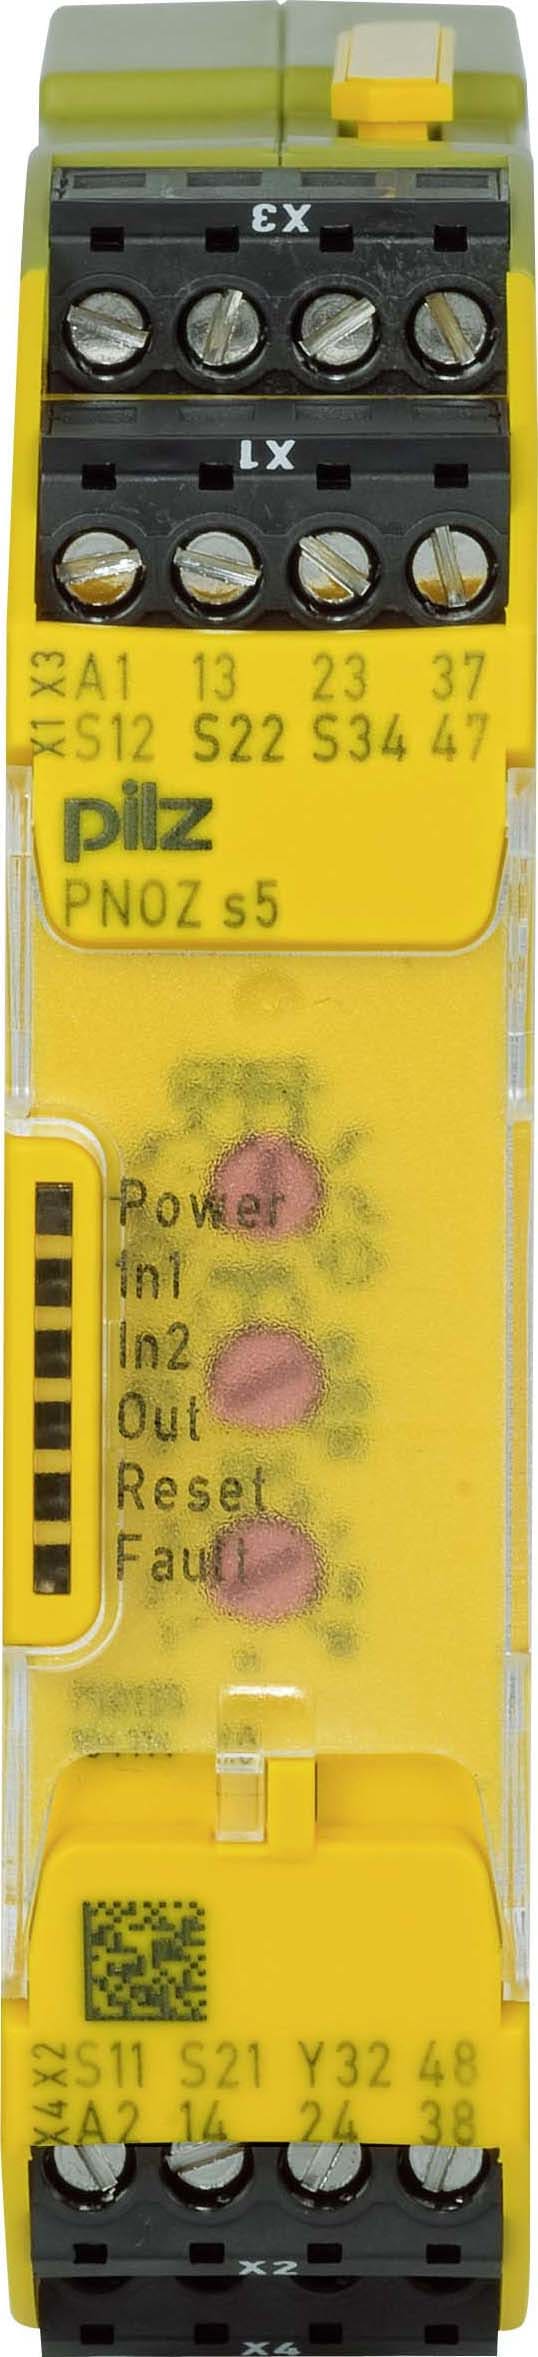 X3
X1
X3 A1 13 23 37
X1 S12 S22 S34 47
pilz
PNOZ s5
Power
In1
In2
Out
Reset
Fault
X2 S11 S21 Y32 48
X4 A2 14 24 38
X2
X4